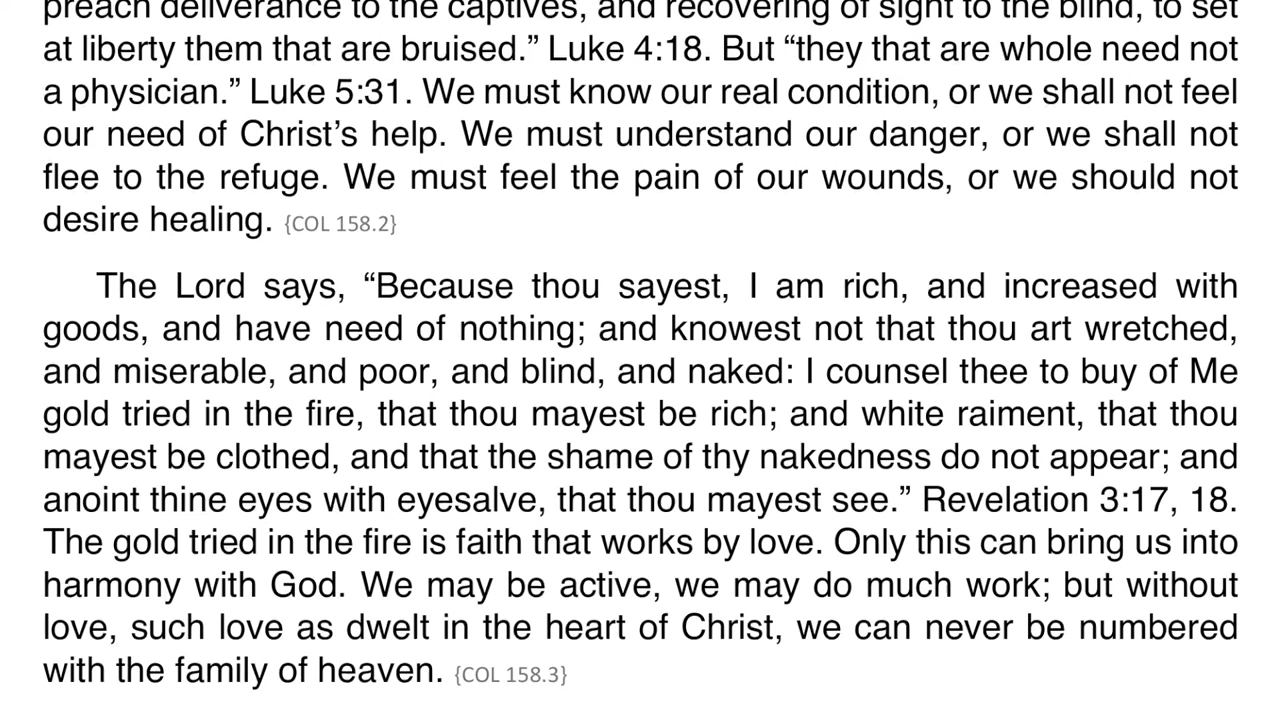 preach deliverance to the captives, and recovering of sight to the blind, to set
at liberty them that are bruised.” Luke 4:18. But “they that are whole need not
a physician.” Luke 5:31. We must know our real condition, or we shall not feel
our need of Christ’s help. We must understand our danger, or we shall not
flee to the refuge. We must feel the pain of our wounds, or we should not
desire healing. {COL 158.2}
The Lord says, “Because thou sayest, I am rich, and increased with
goods, and have need of nothing; and knowest not that thou art wretched,
and miserable, and poor, and blind, and naked: I counsel thee to buy of Me
gold tried in the fire, that thou mayest be rich; and white raiment, that thou
mayest be clothed, and that the shame of thy nakedness do not appear; and
anoint thine eyes with eyesalve, that thou mayest see.” Revelation 3:17, 18.
The gold tried in the fire is faith that works by love. Only this can bring us into
harmony with God. We may be active, we may do much work; but without
love, such love as dwelt in the heart of Christ, we can never be numbered
with the family of heaven. {COL 158.3}